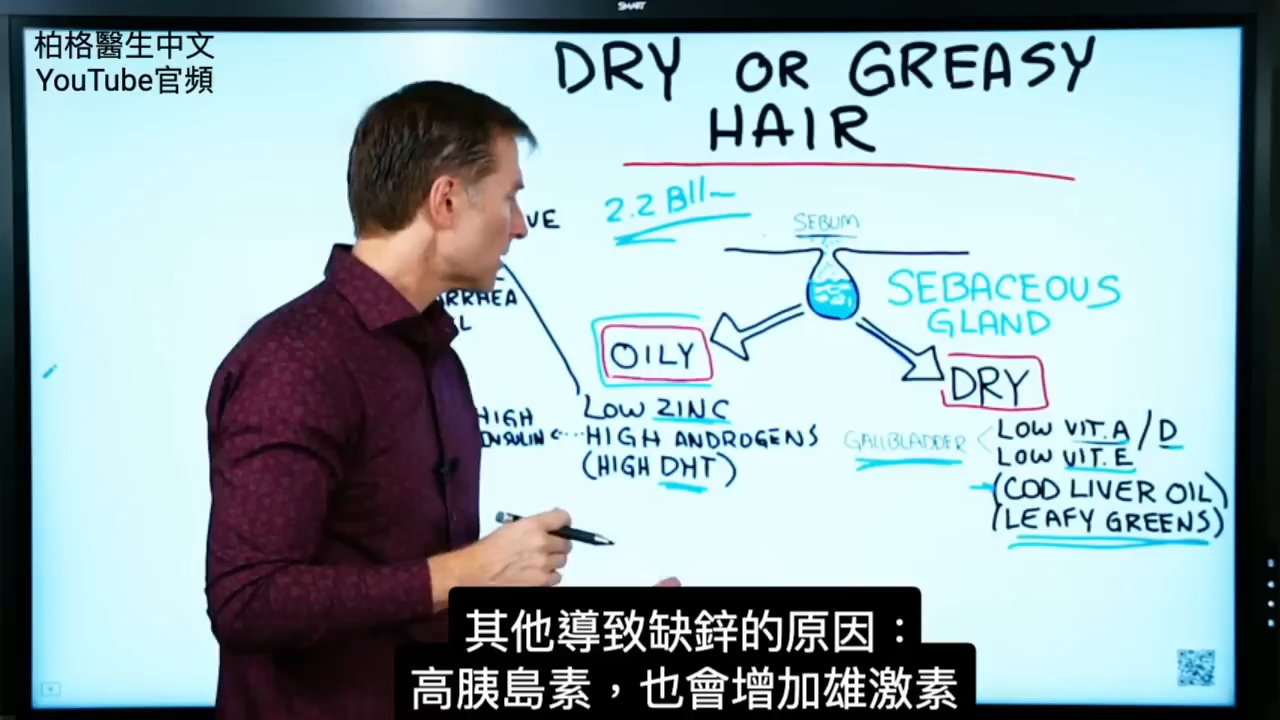 SMART
柏格醫生中文
YouTube官頻
DRY OR GREASY
HAIR
2.2 Bil
SEBUM
SEBACEOUS
GLAND
OILY
DRY
LOW ZINC
HIGH ANDROGENS
(HIGH DHT)
HIGH
INSULIN
GALLBLADDER
LOW VIT. A / D
LOW VIT. E
(COD LIVER OIL)
(LEAFY GREENS)
其他導致缺鋅的原因：
高胰島素，也會增加雄激素